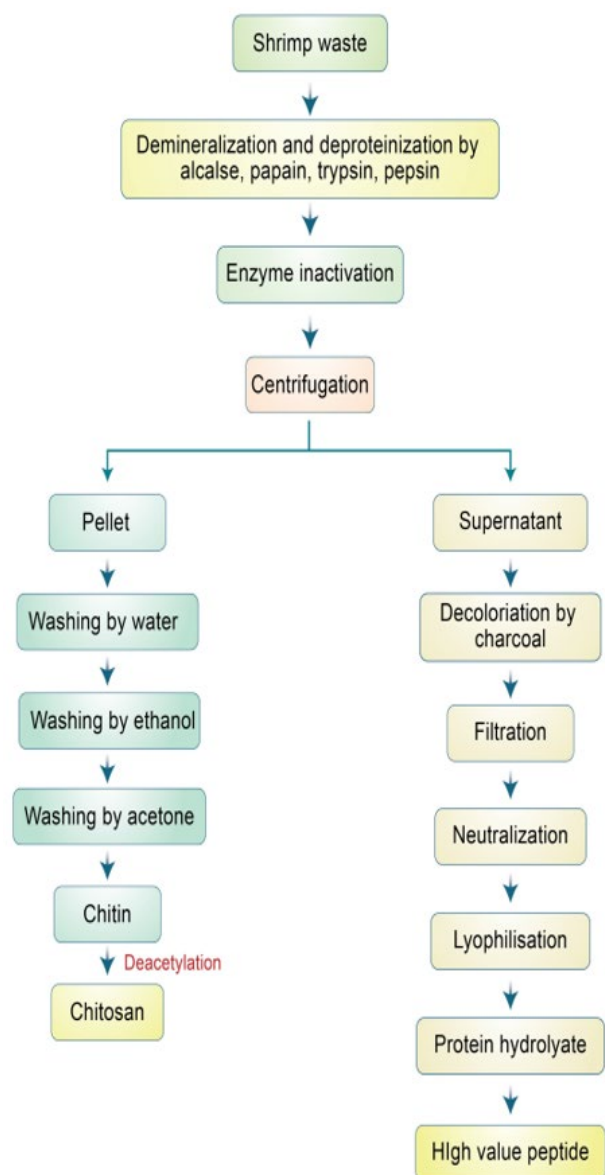 Shrimp waste
Demineralization and deproteinization by
alcalse, papain, trypsin, pepsin
Enzyme inactivation
Centrifugation
Pellet
Washing by water
Washing by ethanol
Washing by acetone
Chitin
Deacetylation
Chitosan
Supernatant
Decoloriation by
charcoal
Filtration
Neutralization
Lyophilisation
Protein hydrolyate
HIgh value peptide